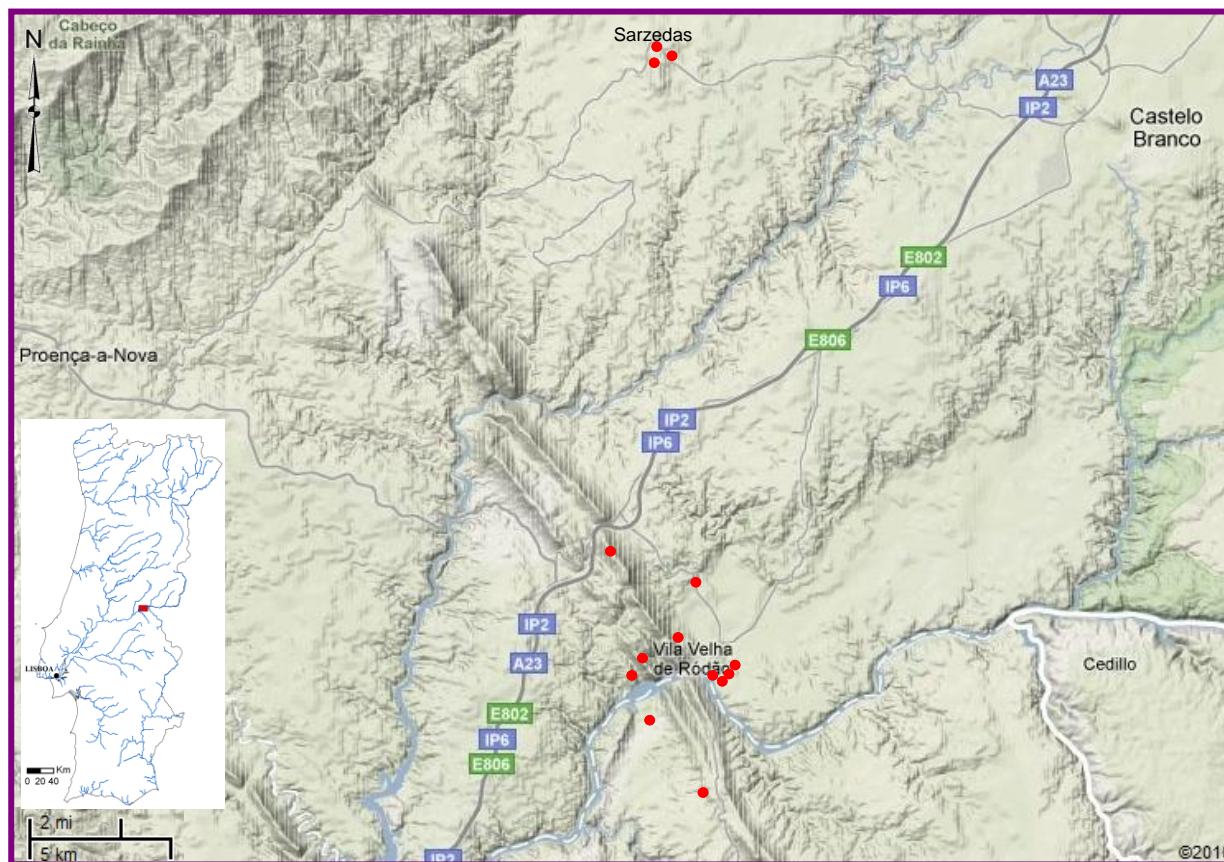 Cabeço
da Rainha
N
Sarzedas
A23
IP2
Castelo
Branco
E802
IP6
E806
Proença-a-Nova
IP2
IP6
IP2
Vila Velha
de Ródão
A23
Cedillo
LISBOA
E802
IP6
E806
Km
0 20 40
2 mi
5 km
IP2
©2010